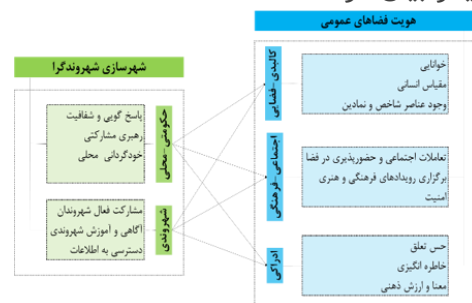 هویت فضاهای عمومی
کالبدی-فضایی
خوانایی
مقیاس انسانی
وجود عناصر شاخص و نمادین
اجتماعی-فرهنگی
تعاملات اجتماعی و حضورپذیری در فضا
برگزاری رویدادهای فرهنگی و هنری
امنیت
ادراکی
حس تعلق
خاطره انگیزی
معنا و ارزش ذهنی
شهرسازی شهروندگرا
حکومتی-محلی
پاسخ گویی و شفافیت
رهبری مشارکتی
خودگردانی محلی
شهروندی
مشارکت فعال شهروندان
آگاهی و آموزش شهروندی
دسترسی به اطلاعات